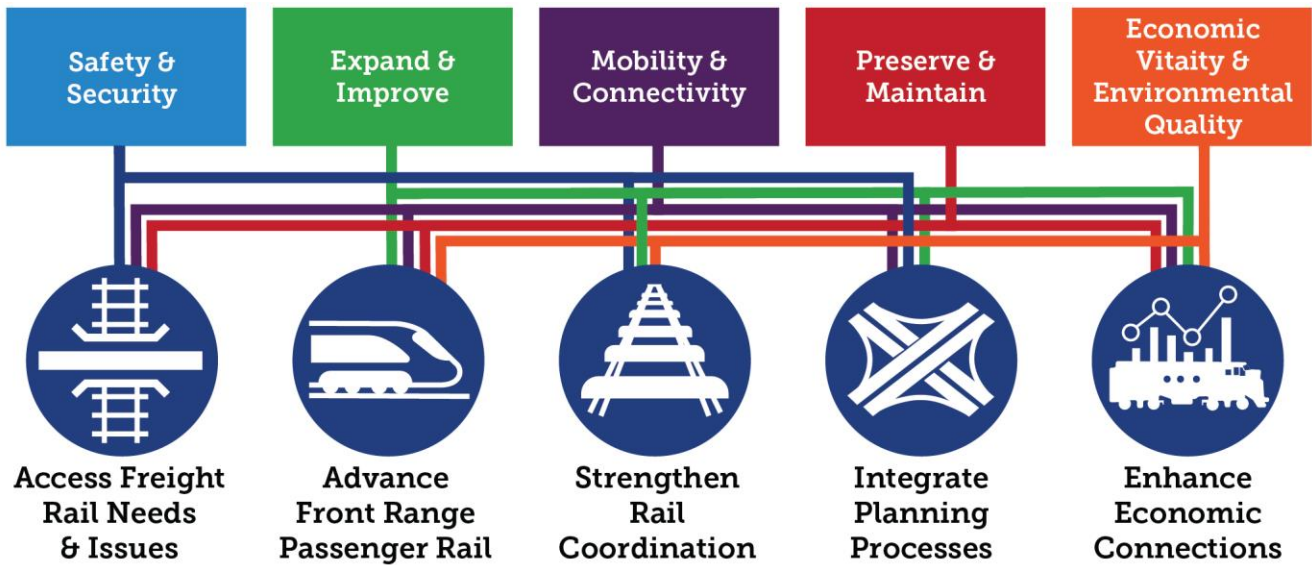 Safety &
Security
Expand &
Improve
Mobility &
Connectivity
Preserve &
Maintain
Economic
Vitaity &
Environmental
Quality
Access Freight
Rail Needs
& Issues
Advance
Front Range
Passenger Rail
Strengthen
Rail
Coordination
Integrate
Planning
Processes
Enhance
Economic
Connections